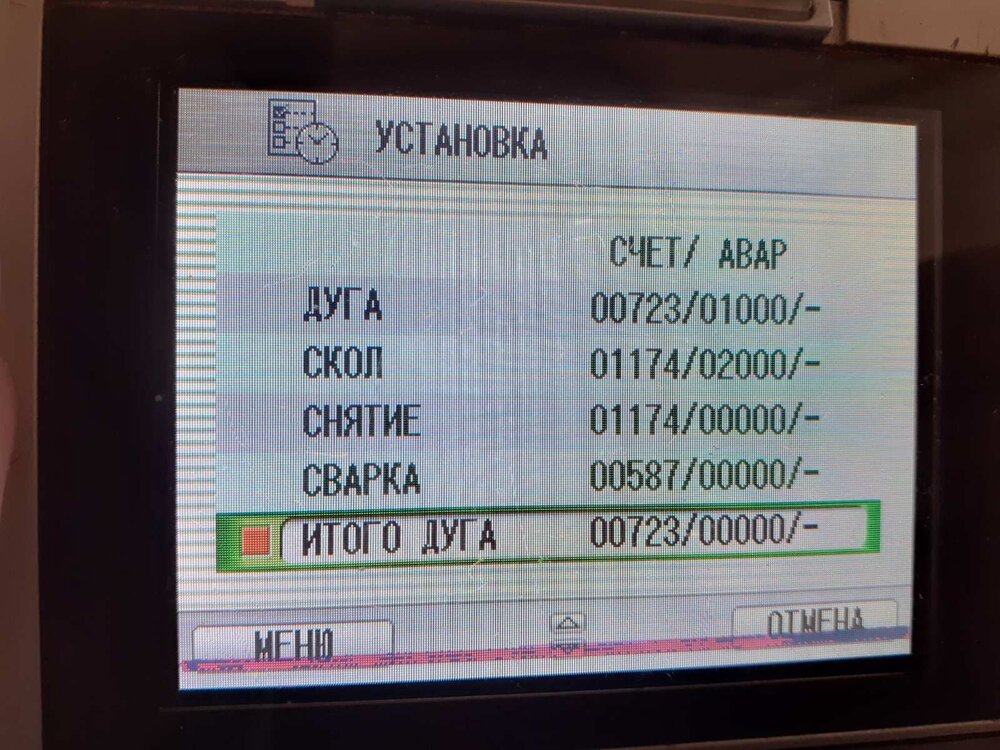 УСТАНОВКА
СЧЕТ/ АВАР
ДУГА 00723/01000/-
СКОЛ 01174/02000/-
СНЯТИЕ 01174/00000/-
СВАРКА 00587/00000/-
ИТОГО ДУГА 00723/00000/-
МЕНЮ ОТМЕНА